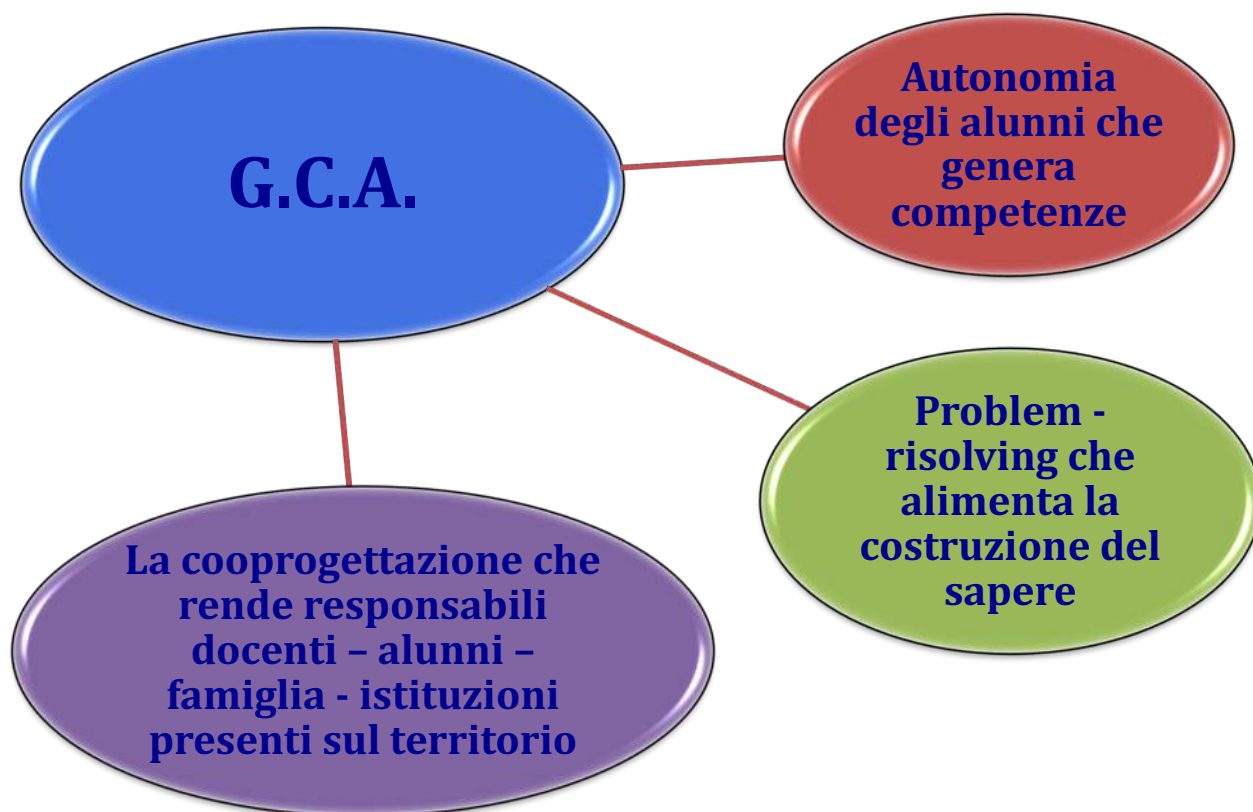 G.C.A.
Autonomia
degli alunni che
genera
competenze
Problem -
risolving che
alimenta la
costruzione del
sapere
La cooprogettazione che
rende responsabili
docenti – alunni –
famiglia - istituzioni
presenti sul territorio